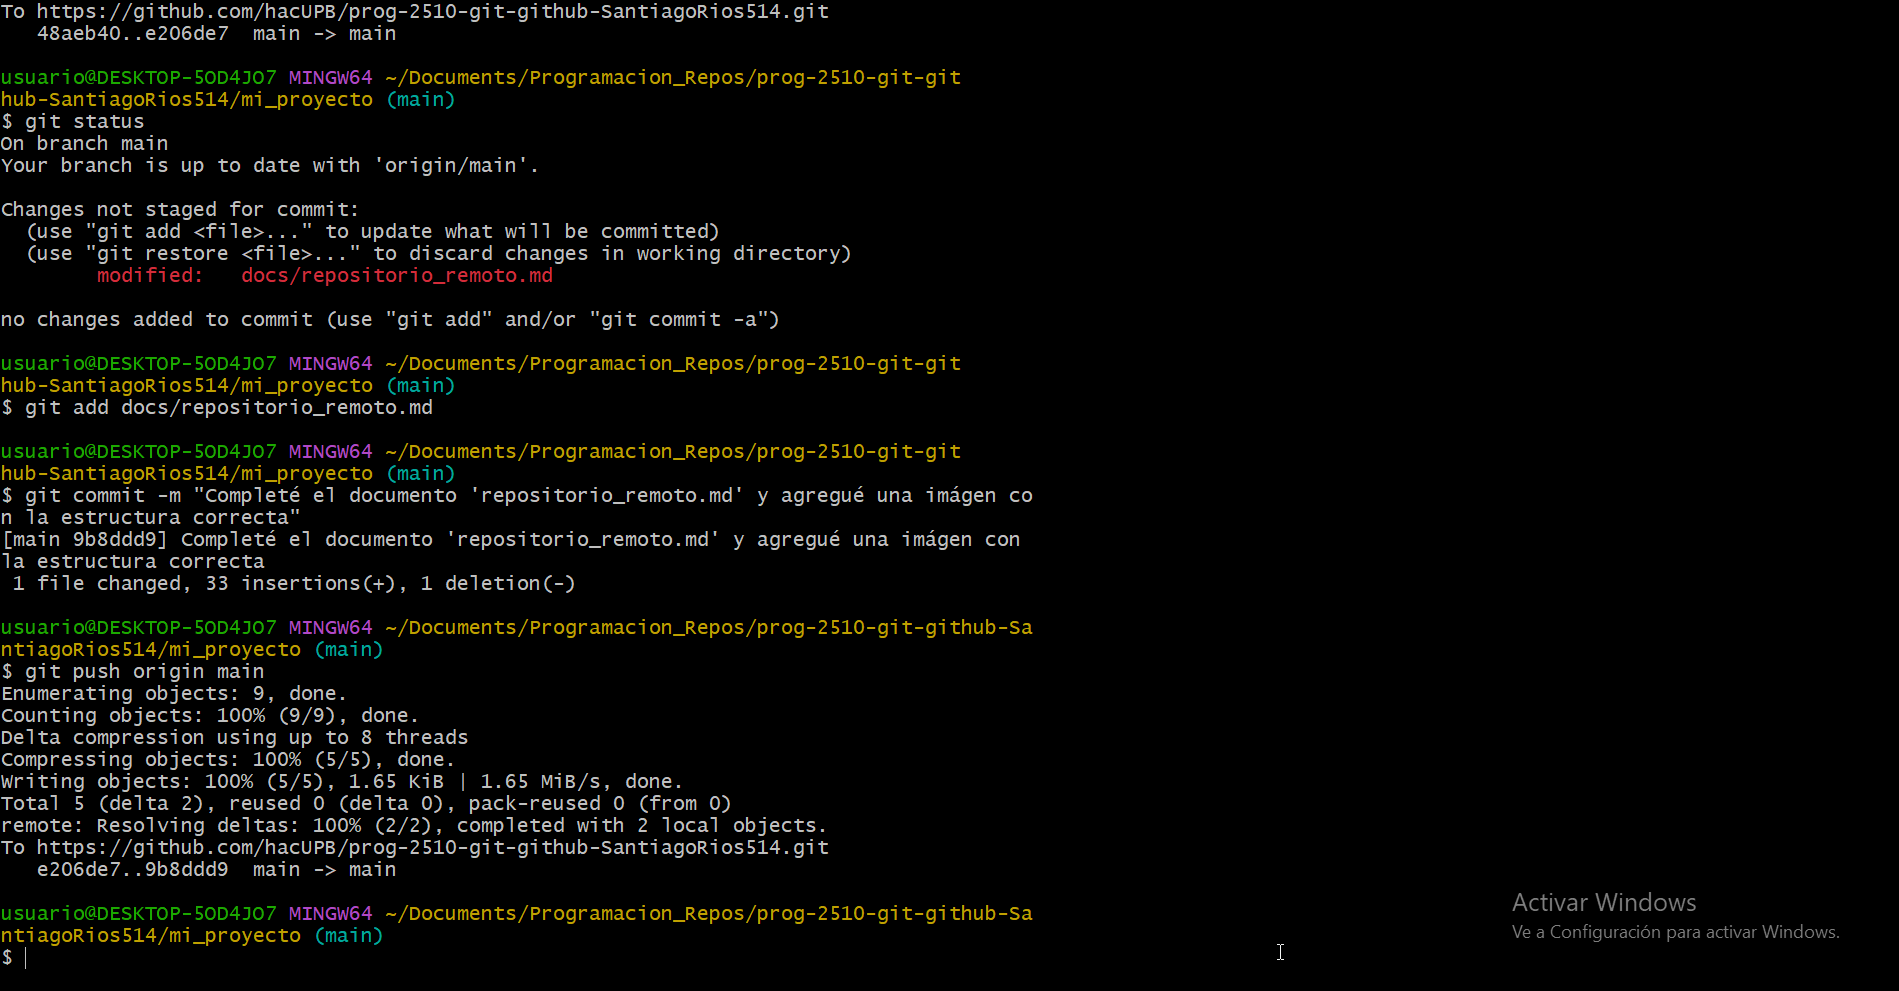 To https://github.com/hacUPB/prog-2510-git-github-SantiagoRios514.git
   48aeb40..e206de7  main -> main
usuario@DESKTOP-5OD4JO7 MINGW64 ~/Documents/Programacion_Repos/prog-2510-git-git
hub-SantiagoRios514/mi_proyecto (main)
$ git status
On branch main
Your branch is up to date with 'origin/main'.
Changes not staged for commit:
  (use "git add <file>..." to update what will be committed)
  (use "git restore <file>..." to discard changes in working directory)
        modified:   docs/repositorio_remoto.md
no changes added to commit (use "git add" and/or "git commit -a")
usuario@DESKTOP-5OD4JO7 MINGW64 ~/Documents/Programacion_Repos/prog-2510-git-git
hub-SantiagoRios514/mi_proyecto (main)
$ git add docs/repositorio_remoto.md
usuario@DESKTOP-5OD4JO7 MINGW64 ~/Documents/Programacion_Repos/prog-2510-git-git
hub-SantiagoRios514/mi_proyecto (main)
$ git commit -m "Completé el documento 'repositorio_remoto.md' y agregué una imágen co
n la estructura correcta"
[main 9b8ddd9] Completé el documento 'repositorio_remoto.md' y agregué una imágen con
la estructura correcta
 1 file changed, 33 insertions(+), 1 deletion(-)
usuario@DESKTOP-5OD4JO7 MINGW64 ~/Documents/Programacion_Repos/prog-2510-git-github-Sa
ntiagoRios514/mi_proyecto (main)
$ git push origin main
Enumerating objects: 9, done.
Counting objects: 100% (9/9), done.
Delta compression using up to 8 threads
Compressing objects: 100% (5/5), done.
Writing objects: 100% (5/5), 1.65 KiB | 1.65 MiB/s, done.
Total 5 (delta 2), reused 0 (delta 0), pack-reused 0 (from 0)
remote: Resolving deltas: 100% (2/2), completed with 2 local objects.
To https://github.com/hacUPB/prog-2510-git-github-SantiagoRios514.git
   e206de7..9b8ddd9  main -> main
usuario@DESKTOP-5OD4JO7 MINGW64 ~/Documents/Programacion_Repos/prog-2510-git-github-Sa
ntiagoRios514/mi_proyecto (main)
$
Activar Windows
Ve a Configuración para activar Windows.